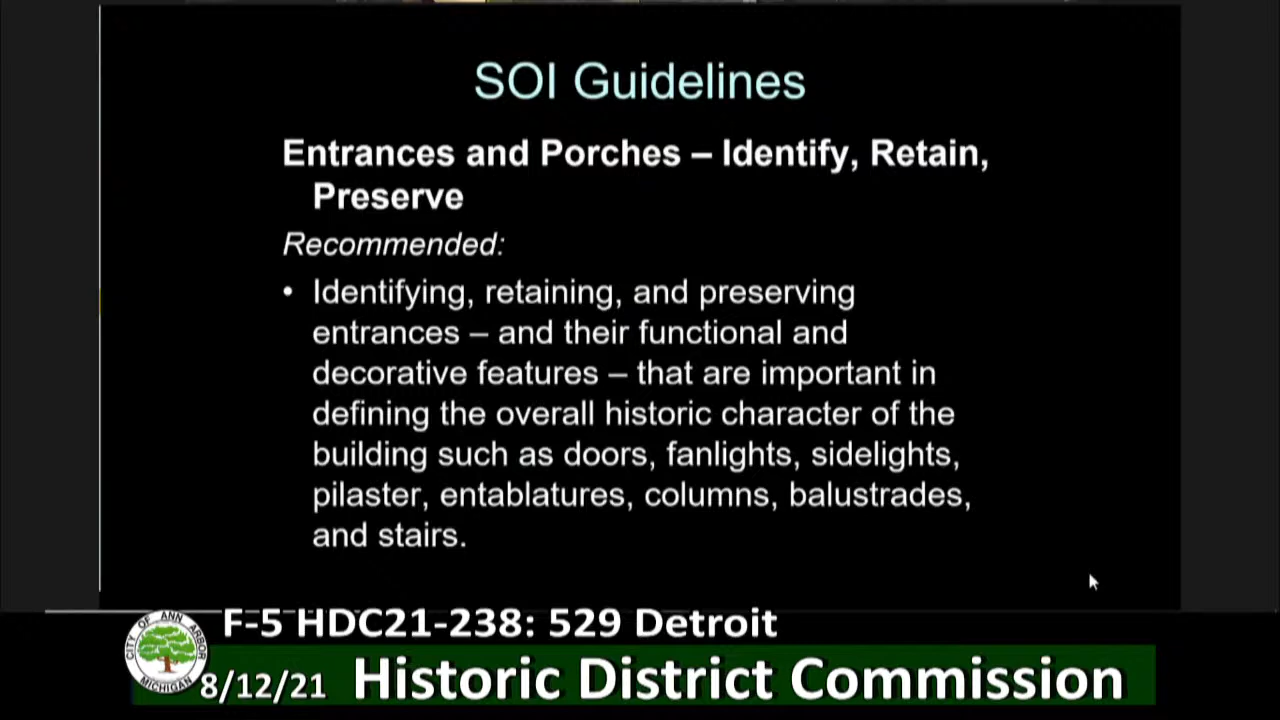 SOI Guidelines
Entrances and Porches – Identify, Retain,
Preserve
Recommended:
• Identifying, retaining, and preserving
entrances – and their functional and
decorative features – that are important in
defining the overall historic character of the
building such as doors, fanlights, sidelights,
pilaster, entablatures, columns, balustrades,
and stairs.
F-5 HDC21-238: 529 Detroit
CITY OF ANN ARBOR
MICHIGAN
8/12/21 Historic District Commission